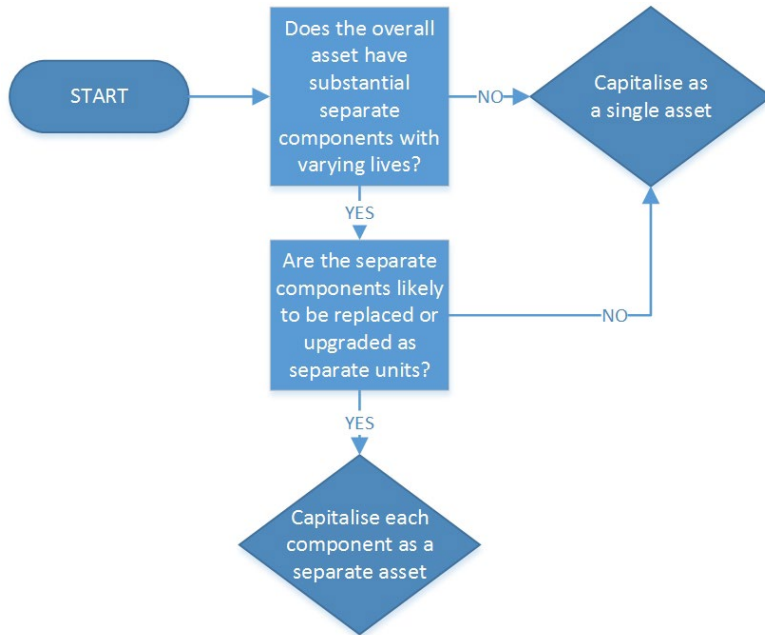 START
Does the overall
asset have
substantial
separate
components with
varying lives?
NO
Capitalise as
a single asset
YES
Are the separate
components likely
to be replaced or
upgraded as
separate units?
NO
YES
Capitalise each
component as a
separate asset